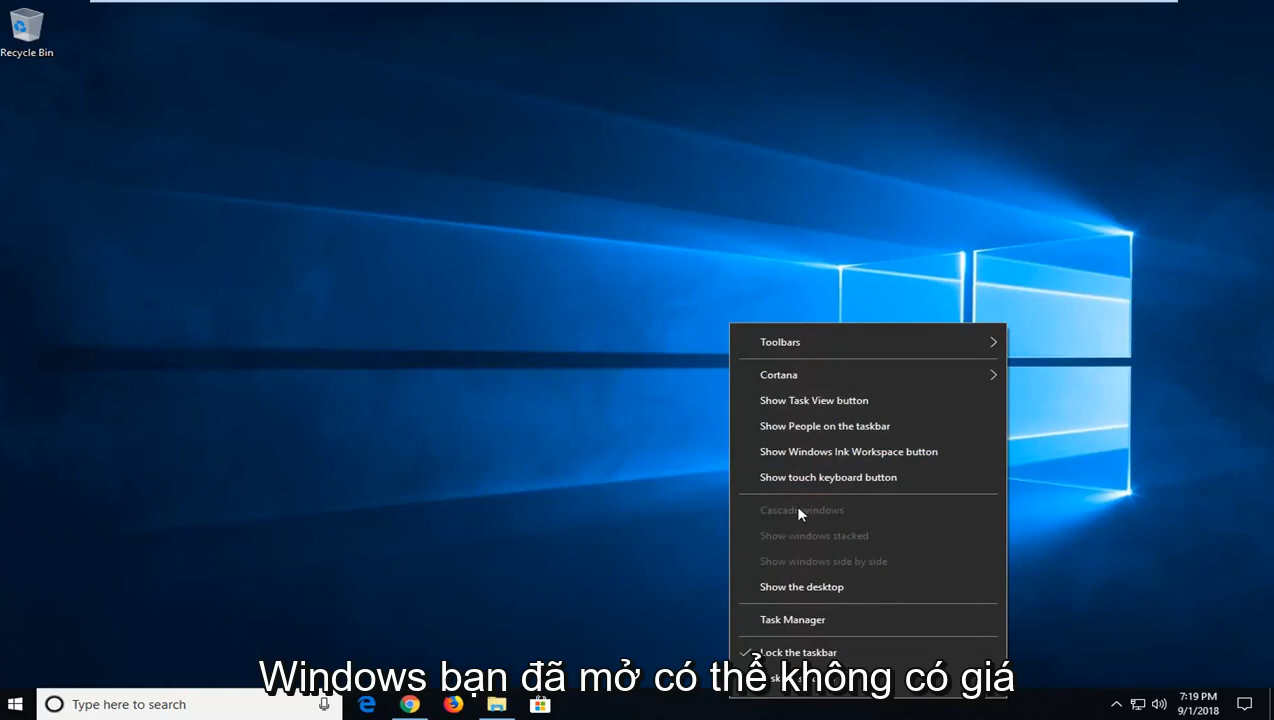 Recycle Bin
Toolbars
Cortana
Show Task View button
Show People on the taskbar
Show Windows Ink Workspace button
Show touch keyboard button
Cascade windows
Show windows stacked
Show windows side by side
Show the desktop
Task Manager
Lock the taskbar
Windows bạn đã mở có thể không có giá
Type here to search
7:19 PM
9/1/2018